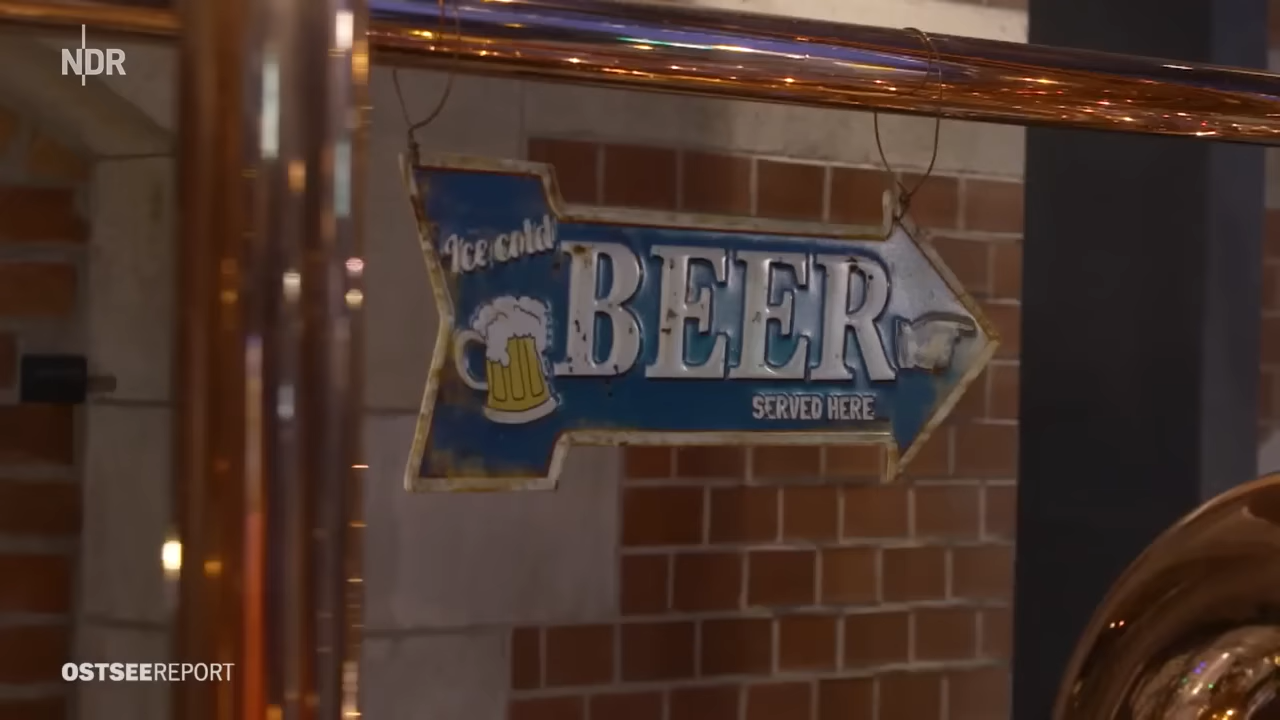 NDR
Ice cold
BEER
SERVED HERE
OSTSEEREPORT